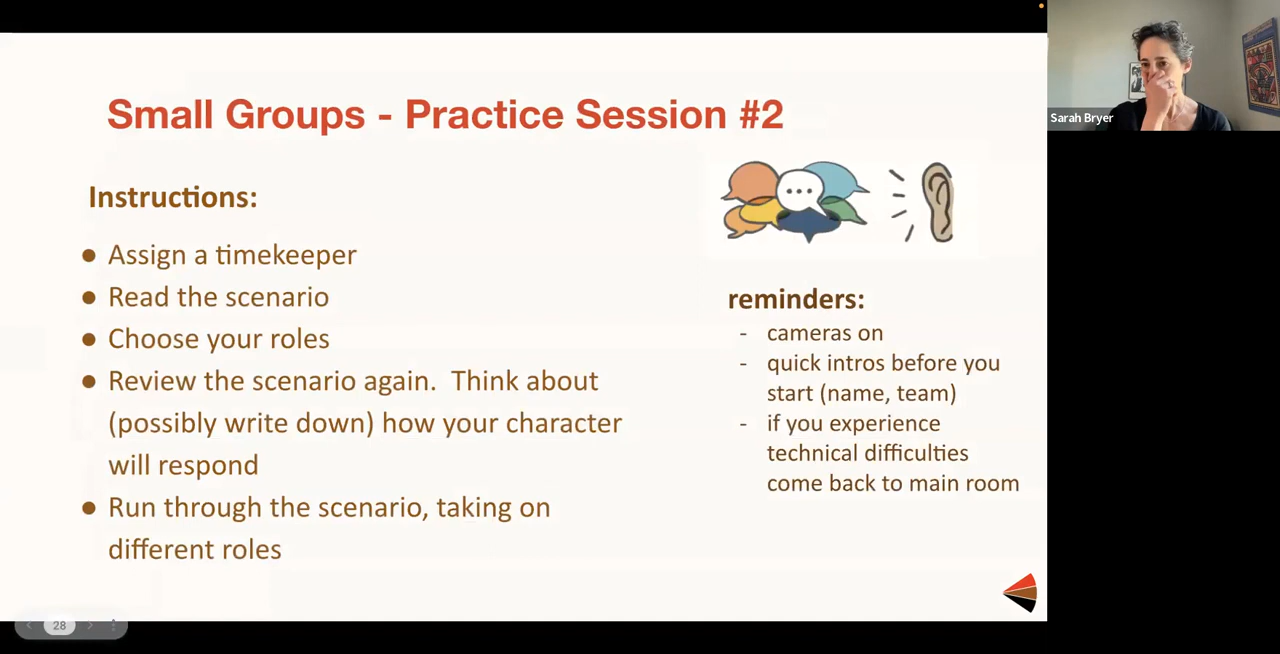 Small Groups - Practice Session #2
Instructions:
● Assign a timekeeper
● Read the scenario
● Choose your roles
● Review the scenario again.  Think about
(possibly write down) how your character
will respond
● Run through the scenario, taking on
different roles
reminders:
- cameras on
- quick intros before you
start (name, team)
- if you experience
technical difficulties
come back to main room
Sarah Bryer
28